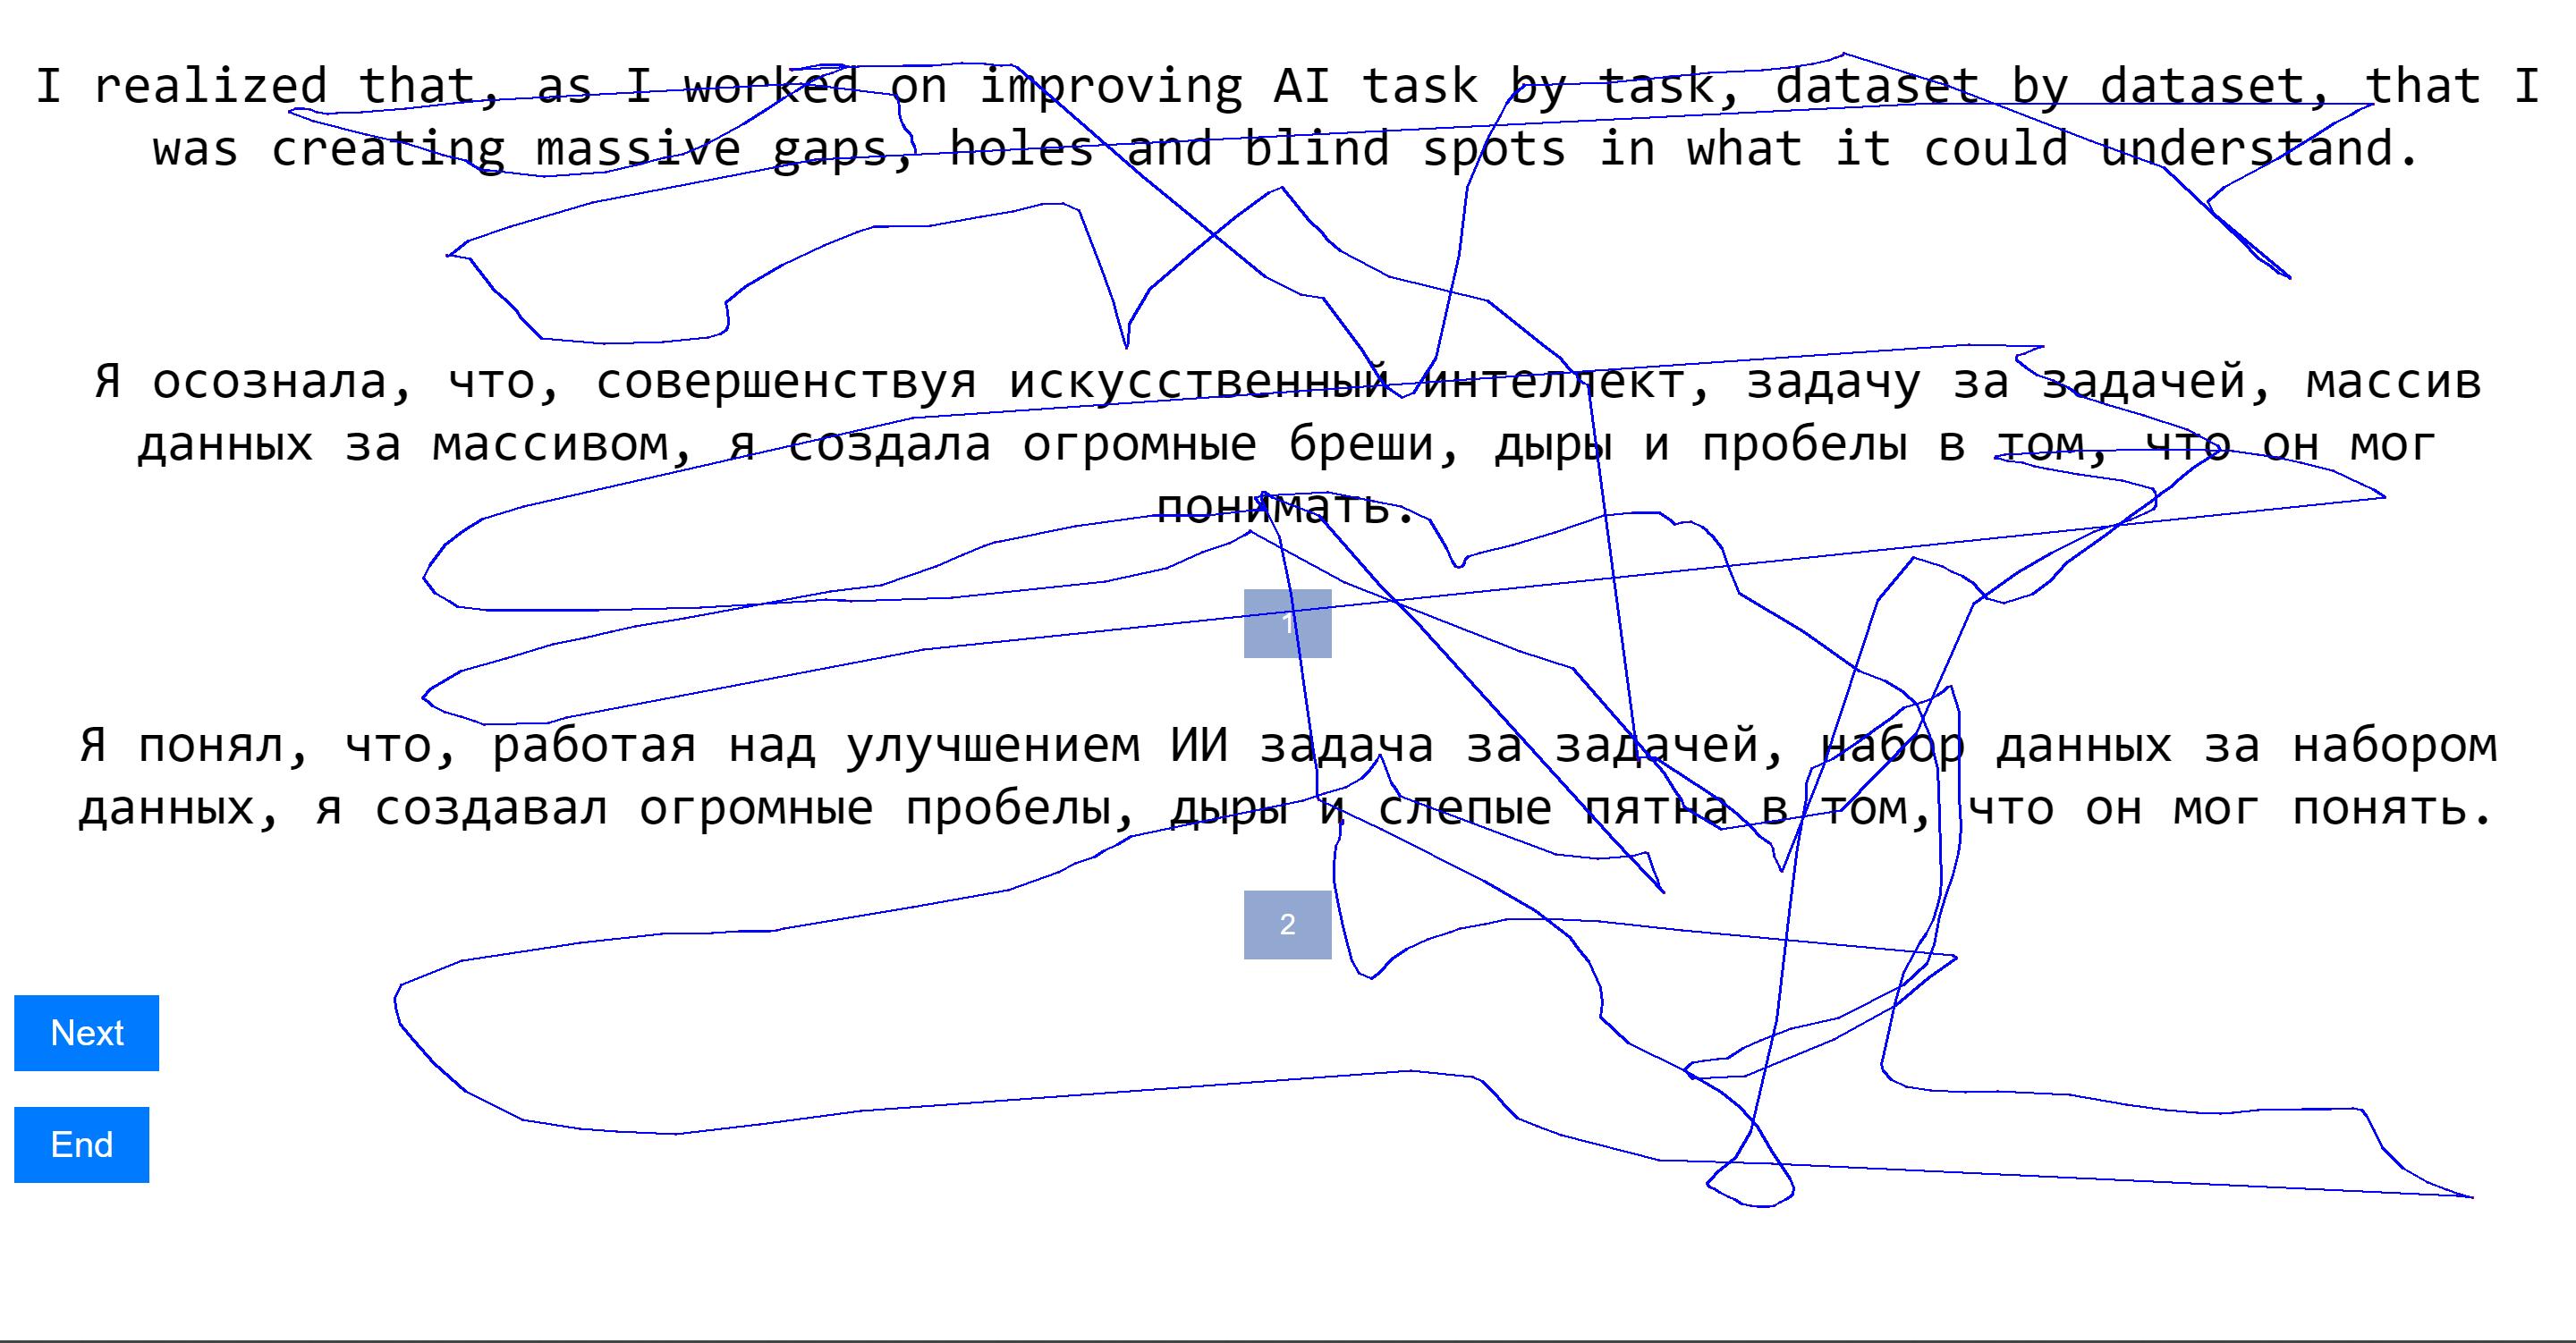 I realized that, as I worked on improving AI task by task, dataset by dataset, that I
was creating massive gaps, holes and blind spots in what it could understand.
Я осознала, что, совершенствуя искусственный интеллект, задачу за задачей, массив
данных за массивом, я создала огромные бреши, дыры и пробелы в том, что он мог
понимать.
1
Я понял, что, работая над улучшением ИИ задача за задачей, набор данных за набором
данных, я создавал огромные пробелы, дыры и слепые пятна в том, что он мог понять.
2
Next
End